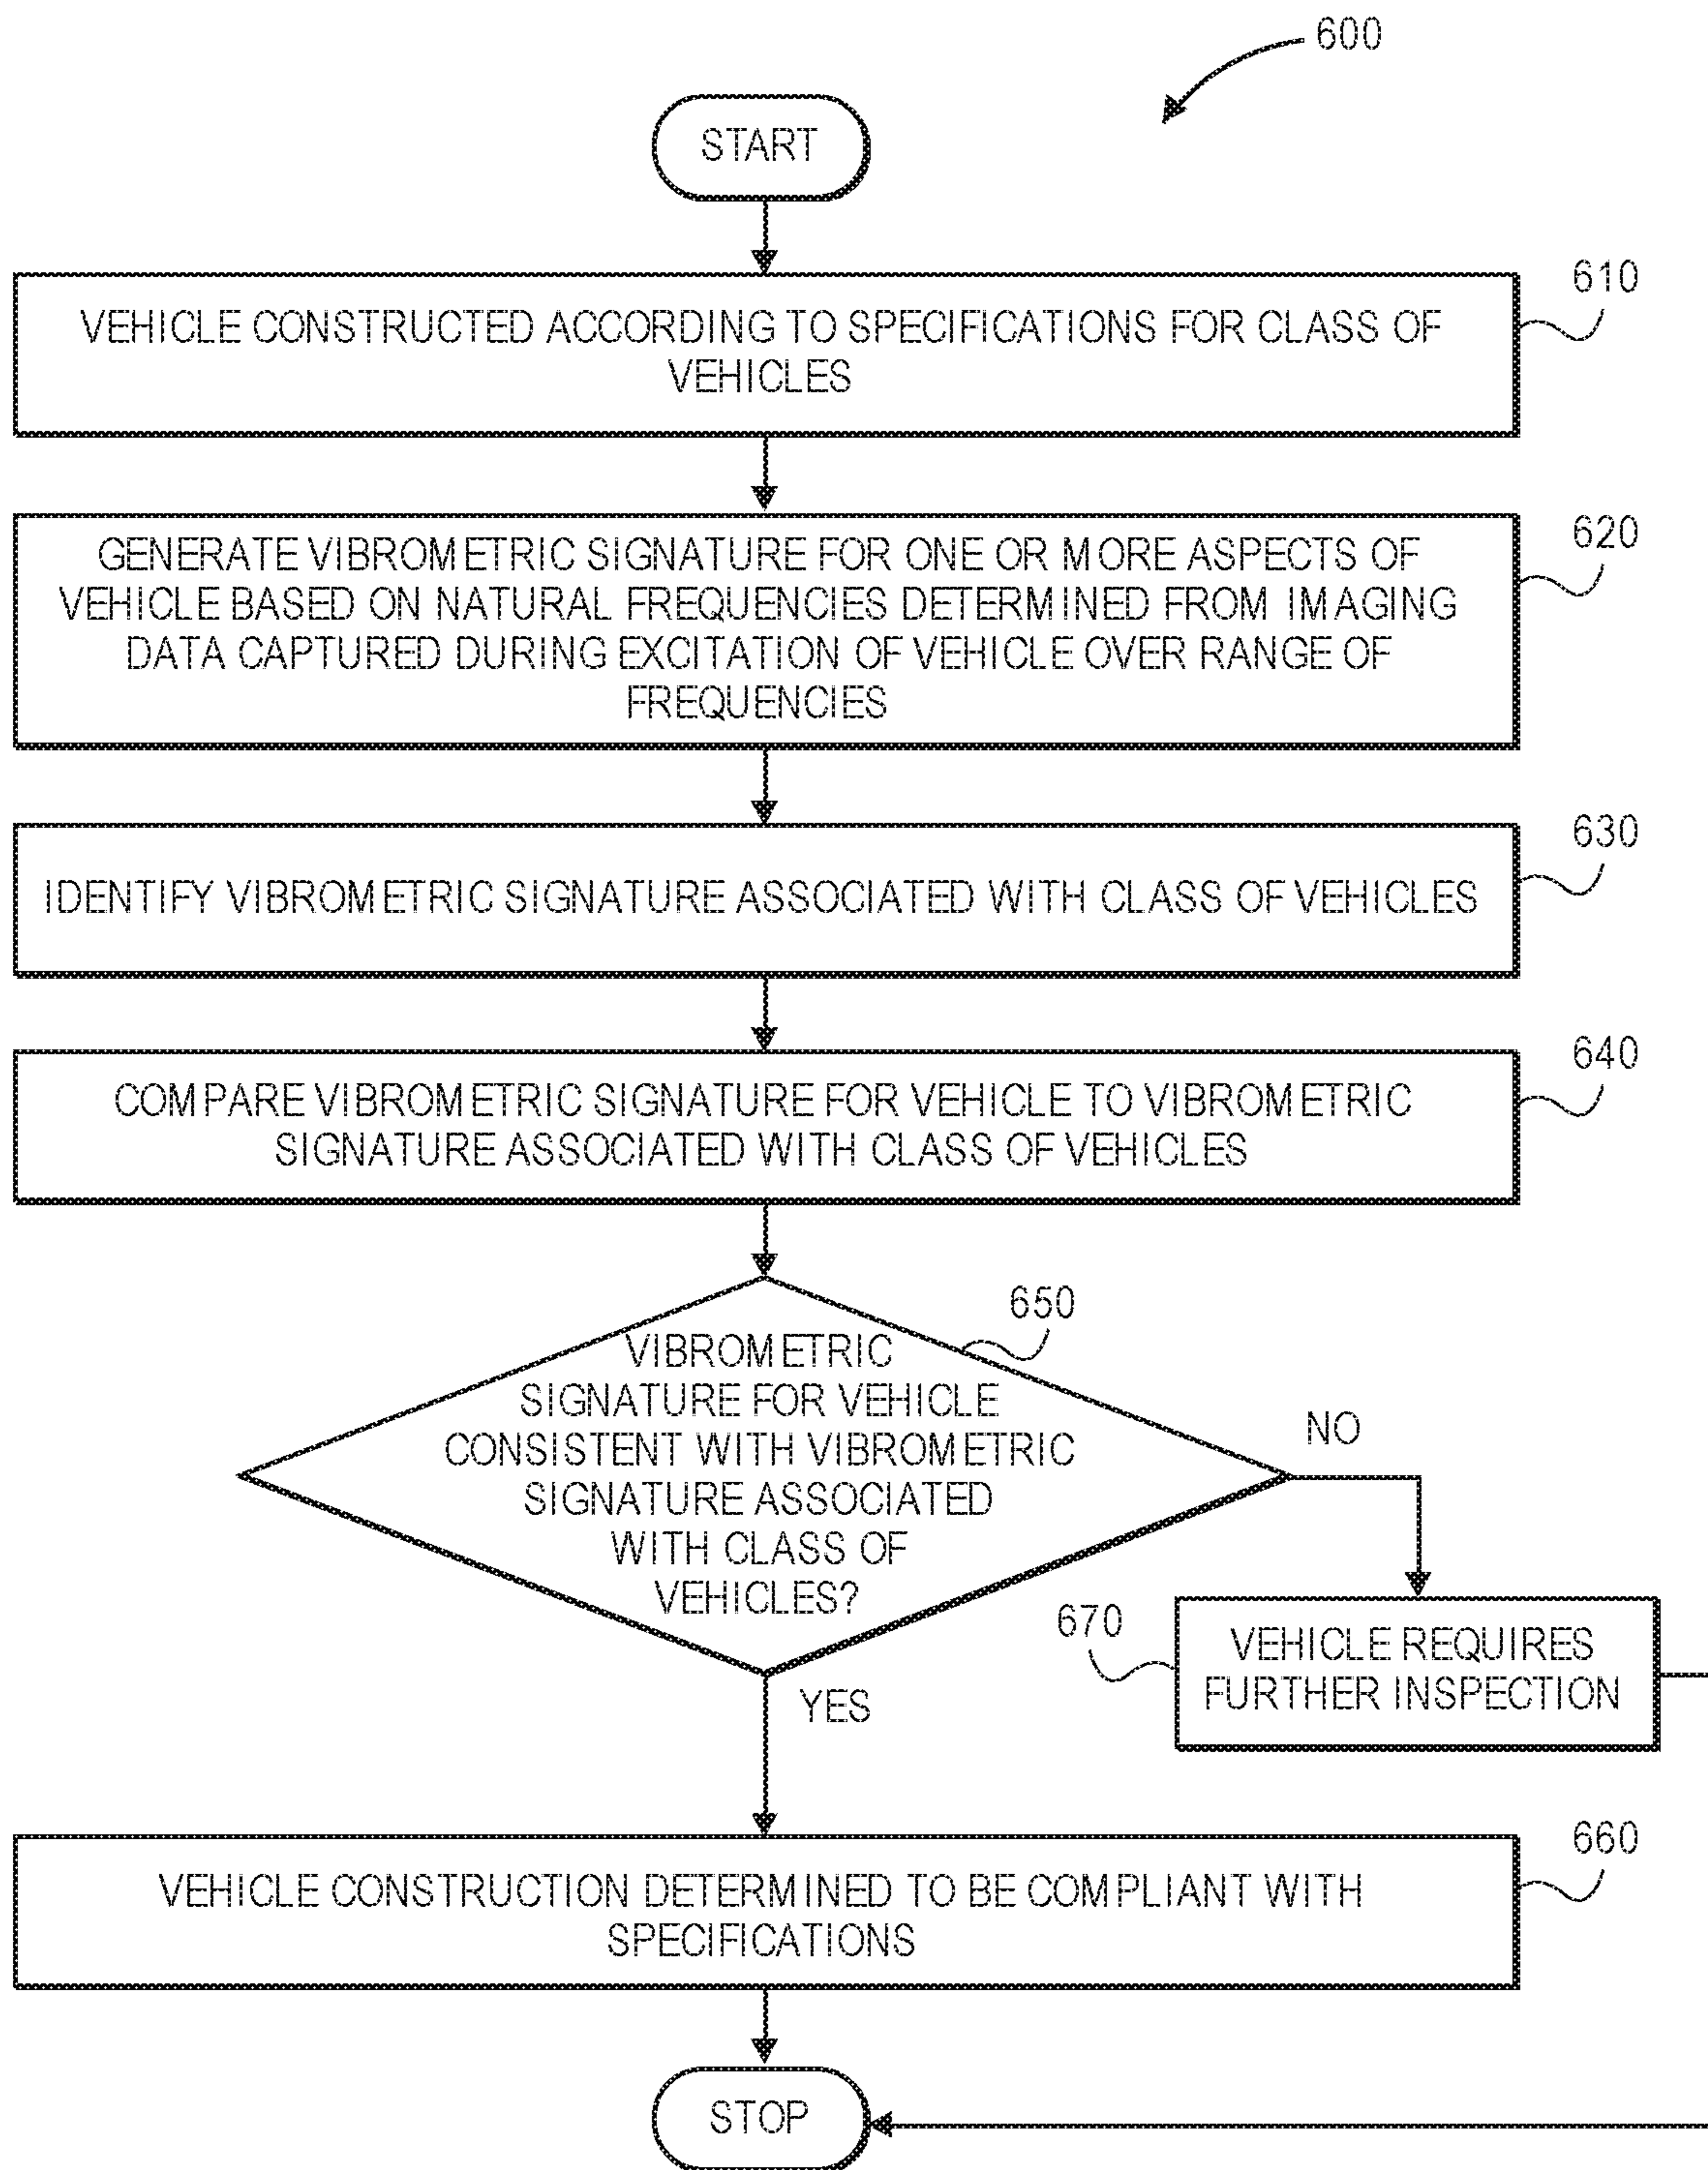 600
START
610
VEHICLE CONSTRUCTED ACCORDING TO SPECIFICATIONS FOR CLASS OF
VEHICLES
620
GENERATE VIBROMETRIC SIGNATURE FOR ONE OR MORE ASPECTS OF
VEHICLE BASED ON NATURAL FREQUENCIES DETERMINED FROM IMAGING
DATA CAPTURED DURING EXCITATION OF VEHICLE OVER RANGE OF
FREQUENCIES
630
IDENTIFY VIBROMETRIC SIGNATURE ASSOCIATED WITH CLASS OF VEHICLES
640
COMPARE VIBROMETRIC SIGNATURE FOR VEHICLE TO VIBROMETRIC
SIGNATURE ASSOCIATED WITH CLASS OF VEHICLES
650
VIBROMETRIC
SIGNATURE FOR VEHICLE
CONSISTENT WITH VIBROMETRIC
SIGNATURE ASSOCIATED
WITH CLASS OF
VEHICLES?
NO
670
VEHICLE REQUIRES
FURTHER INSPECTION
YES
660
VEHICLE CONSTRUCTION DETERMINED TO BE COMPLIANT WITH
SPECIFICATIONS
STOP